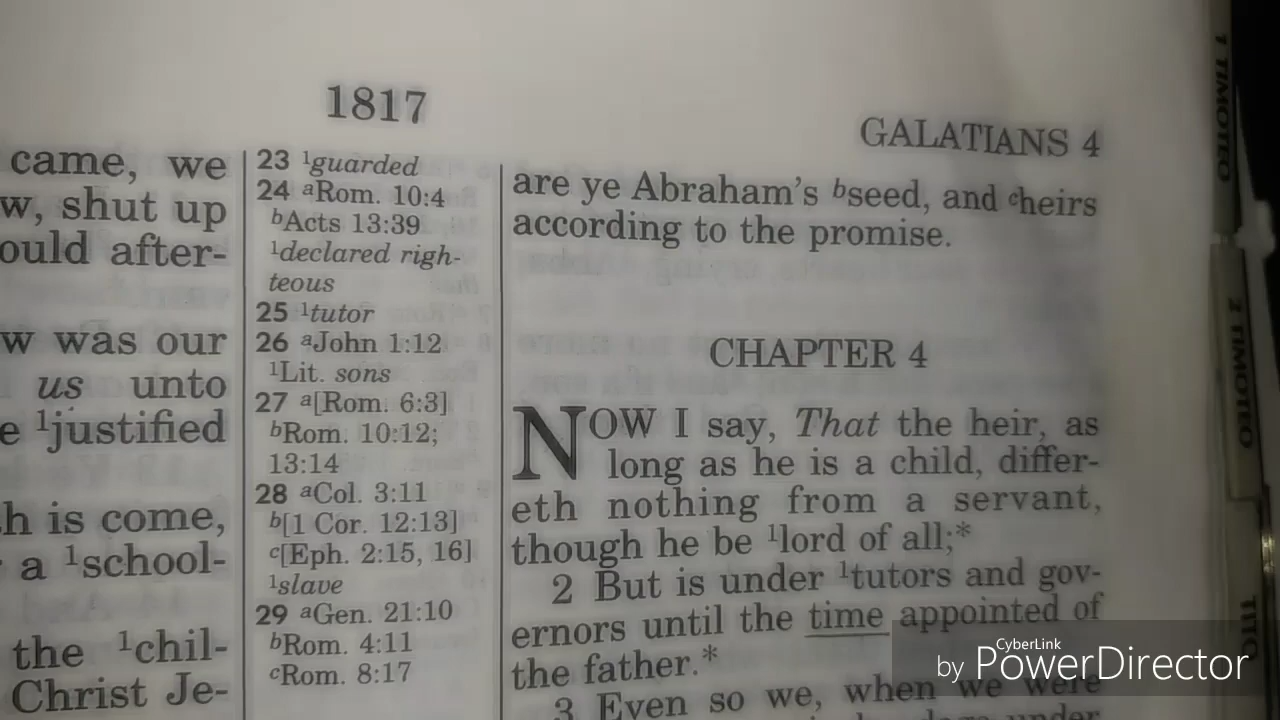 1817
GALATIANS 4
came, we
w, shut up
ould after-
w was our
us unto
e ¹justified
h is come,
a ¹school-
the ¹chil-
Christ Je-
23 ¹guarded
24 ᵃRom. 10:4
ᵇActs 13:39
¹declared righ-
teous
25 ¹tutor
26 ᵃJohn 1:12
¹Lit. sons
27 ᵃ[Rom. 6:3]
ᵇRom. 10:12;
13:14
28 ᵃCol. 3:11
ᵇ[1 Cor. 12:13]
ᶜ[Eph. 2:15, 16]
¹slave
29 ᵃGen. 21:10
ᵇRom. 4:11
ᶜRom. 8:17
are ye Abraham's ᵇseed, and ᶜheirs
according to the promise.
CHAPTER 4
NOW I say, That the heir, as
long as he is a child, differ-
eth nothing from a servant,
though he be ¹lord of all;*
2 But is under ¹tutors and gov-
ernors until the time appointed of
the father.*
3 Even so we, when we were
under
1 TIMOTEO
1 TIMOTEO
CyberLink
by PowerDirector